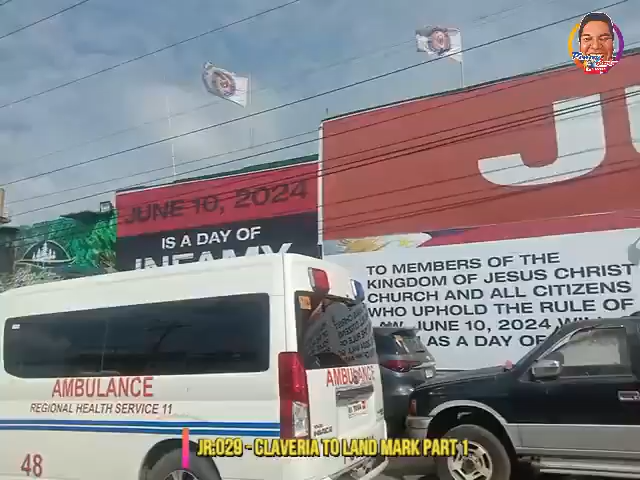 JUNE 10, 2024
IS A DAY OF
INFAMY
JU
TO MEMBERS OF THE
KINGDOM OF JESUS CHRIST
CHURCH AND ALL CITIZENS
WHO UPHOLD THE RULE OF
JUNE 10, 2024
AS A DAY OF
AMBULANCE
REGIONAL HEALTH SERVICE 11
48
AMBULANCE
JR:029 - CLAVERIA TO LAND MARK PART 1